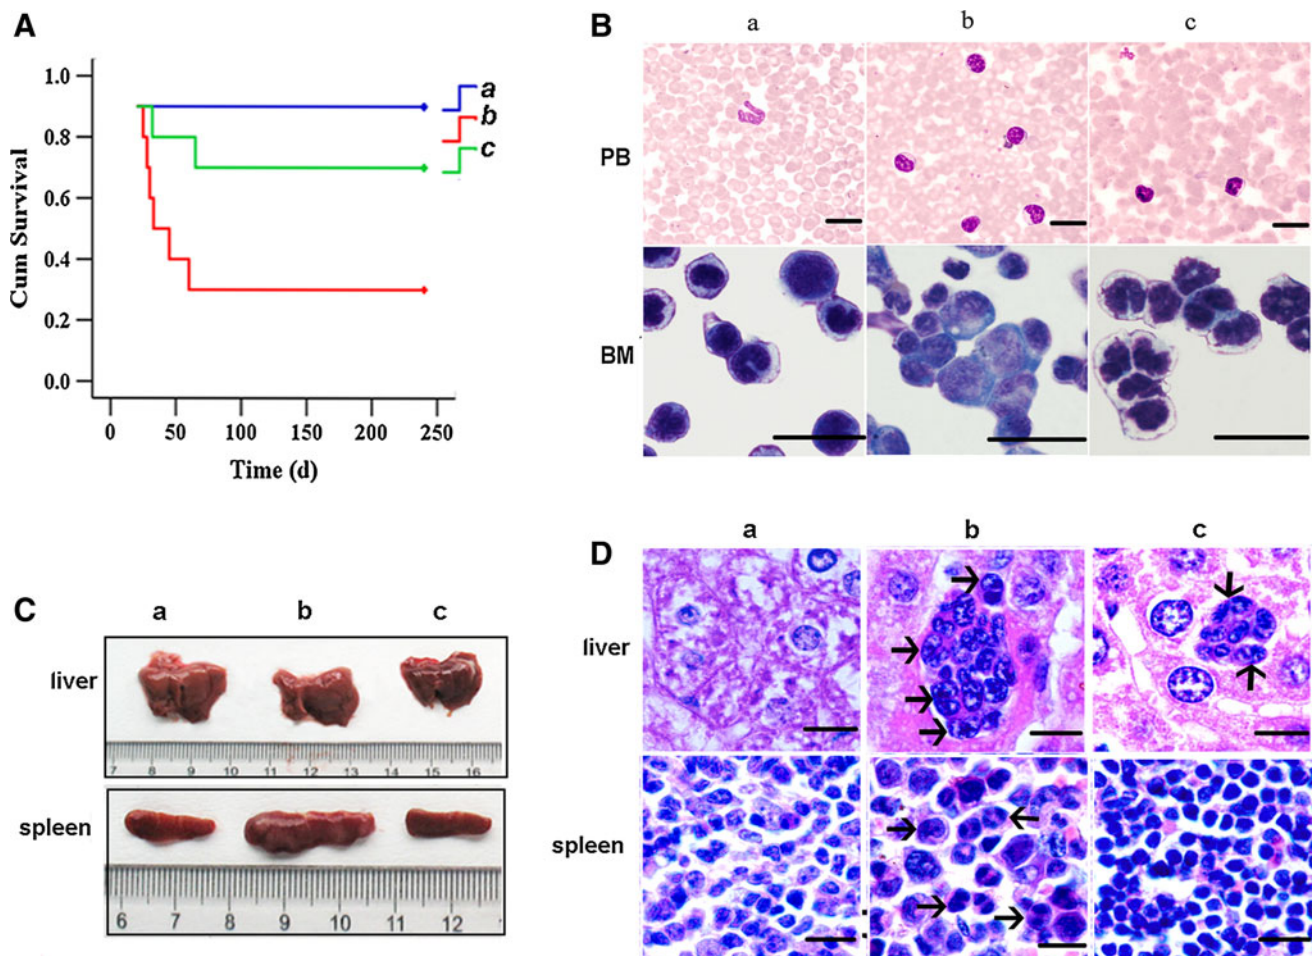 A
Cum Survival
1.0
0.8
0.6
0.4
0.2
0.0
0 50 100 150 200 250
Time (d)
a
b
c
B
a b c
PB
BM
C
a b c
liver
7 8 9 10 11 12 13 14 15 16
spleen
6 7 8 9 10 11 12
D
a b c
liver
spleen